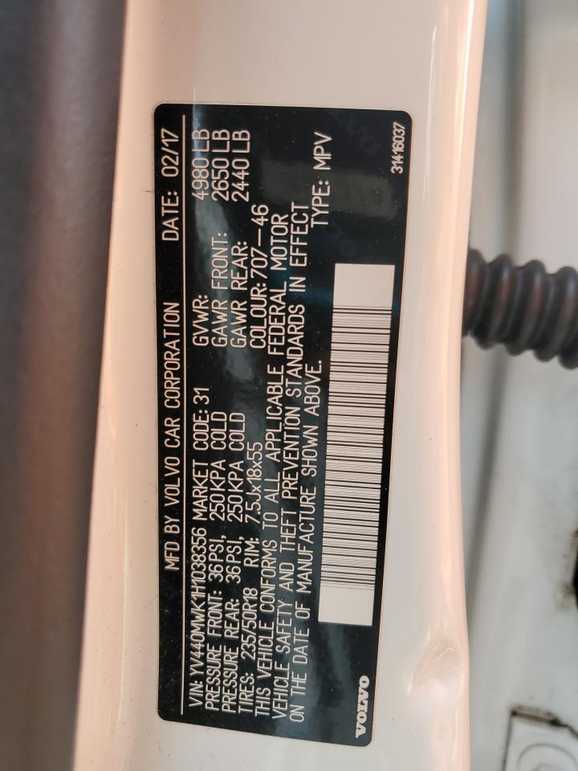 MFD BY VOLVO CAR CORPORATION DATE: 02/17
VIN: YV440MWK1H1038356 MARKET CODE: 31 GVWR: 4980 LB
PRESSURE FRONT: 36PSI, 250KPA COLD GAWR FRONT: 2650 LB
PRESSURE REAR: 36PSI, 250KPA COLD GAWR REAR: 2440 LB
TIRES: 235/50R18 RIM: 7.5Jx18x55 COLOUR: 707-46
THIS VEHICLE CONFORMS TO ALL APPLICABLE FEDERAL MOTOR
VEHICLE SAFETY AND THEFT PREVENTION STANDARDS IN EFFECT
ON THE DATE OF MANUFACTURE SHOWN ABOVE. TYPE: MPV
VOLVO 31416037